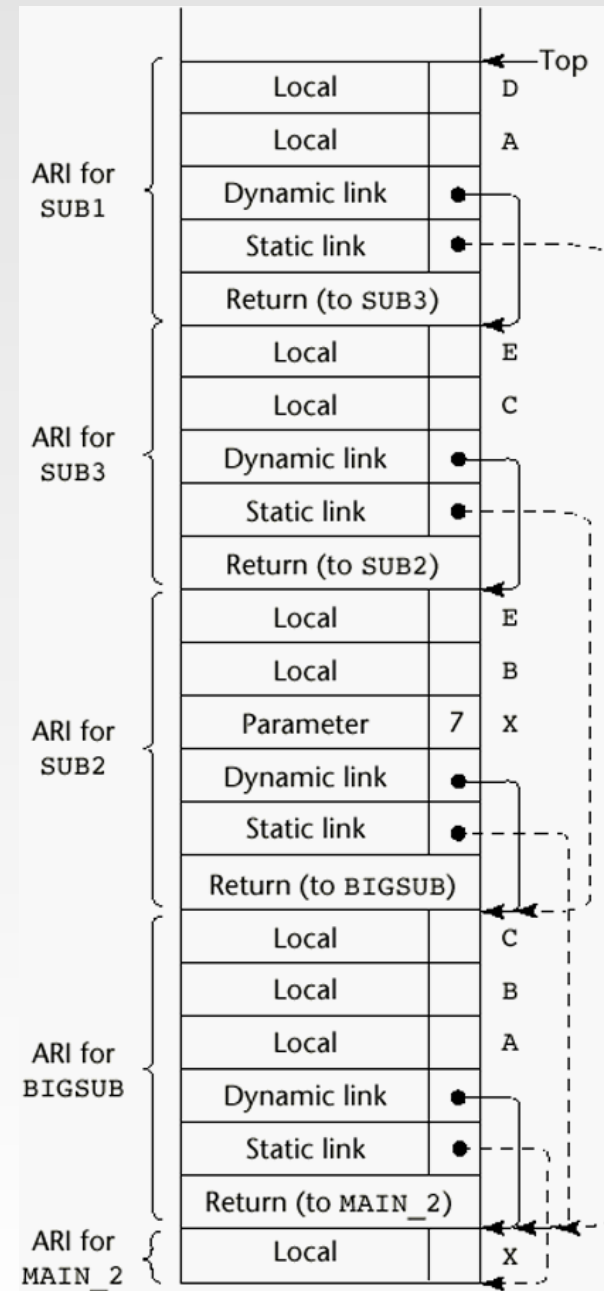 Top
Local D
Local A
ARI for
SUB1
Dynamic link
Static link
Return (to SUB3)
Local E
Local C
ARI for
SUB3
Dynamic link
Static link
Return (to SUB2)
Local E
Local B
ARI for
SUB2
Parameter 7 X
Dynamic link
Static link
Return (to BIGSUB)
Local C
Local B
Local A
ARI for
BIGSUB
Dynamic link
Static link
Return (to MAIN_2)
ARI for
MAIN_2
Local X